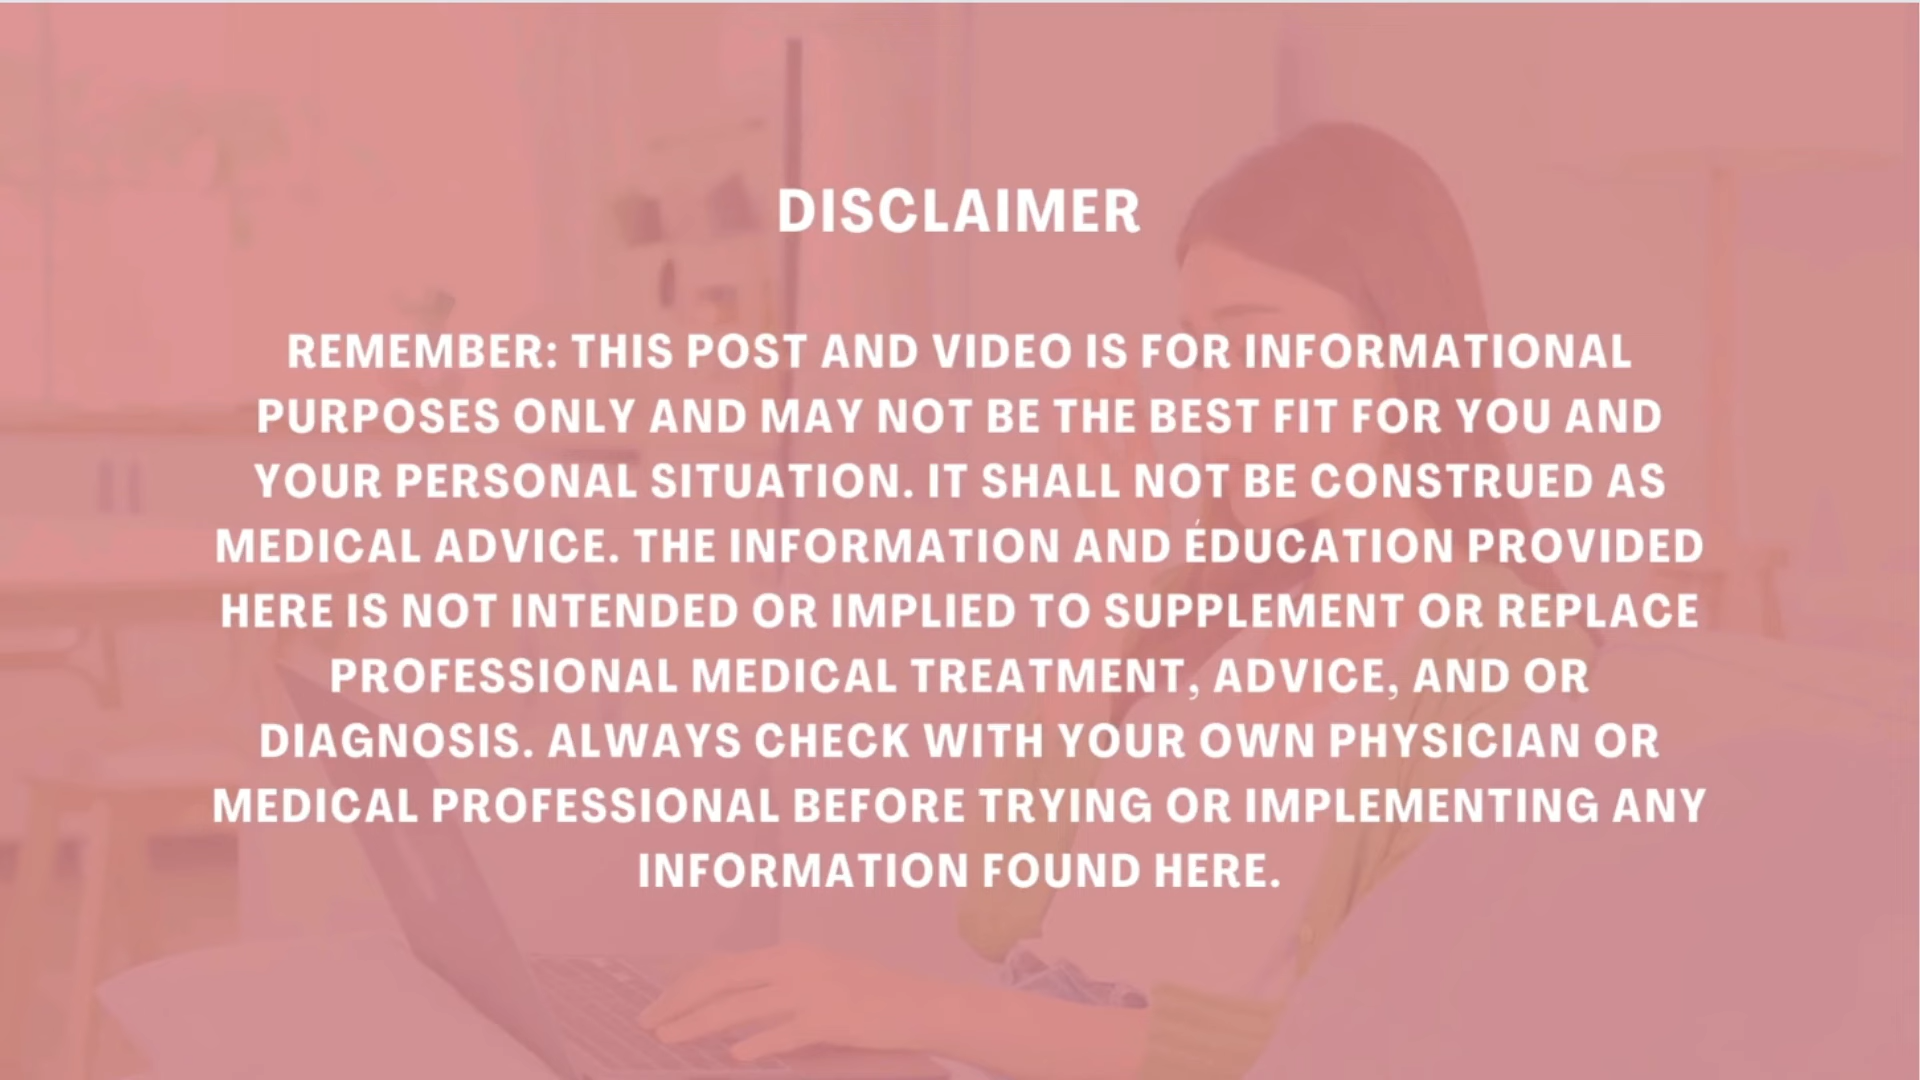 DISCLAIMER
REMEMBER: THIS POST AND VIDEO IS FOR INFORMATIONAL
PURPOSES ONLY AND MAY NOT BE THE BEST FIT FOR YOU AND
YOUR PERSONAL SITUATION. IT SHALL NOT BE CONSTRUED AS
MEDICAL ADVICE. THE INFORMATION AND ÉDUCATION PROVIDED
HERE IS NOT INTENDED OR IMPLIED TO SUPPLEMENT OR REPLACE
PROFESSIONAL MEDICAL TREATMENT, ADVICE, AND OR
DIAGNOSIS. ALWAYS CHECK WITH YOUR OWN PHYSICIAN OR
MEDICAL PROFESSIONAL BEFORE TRYING OR IMPLEMENTING ANY
INFORMATION FOUND HERE.